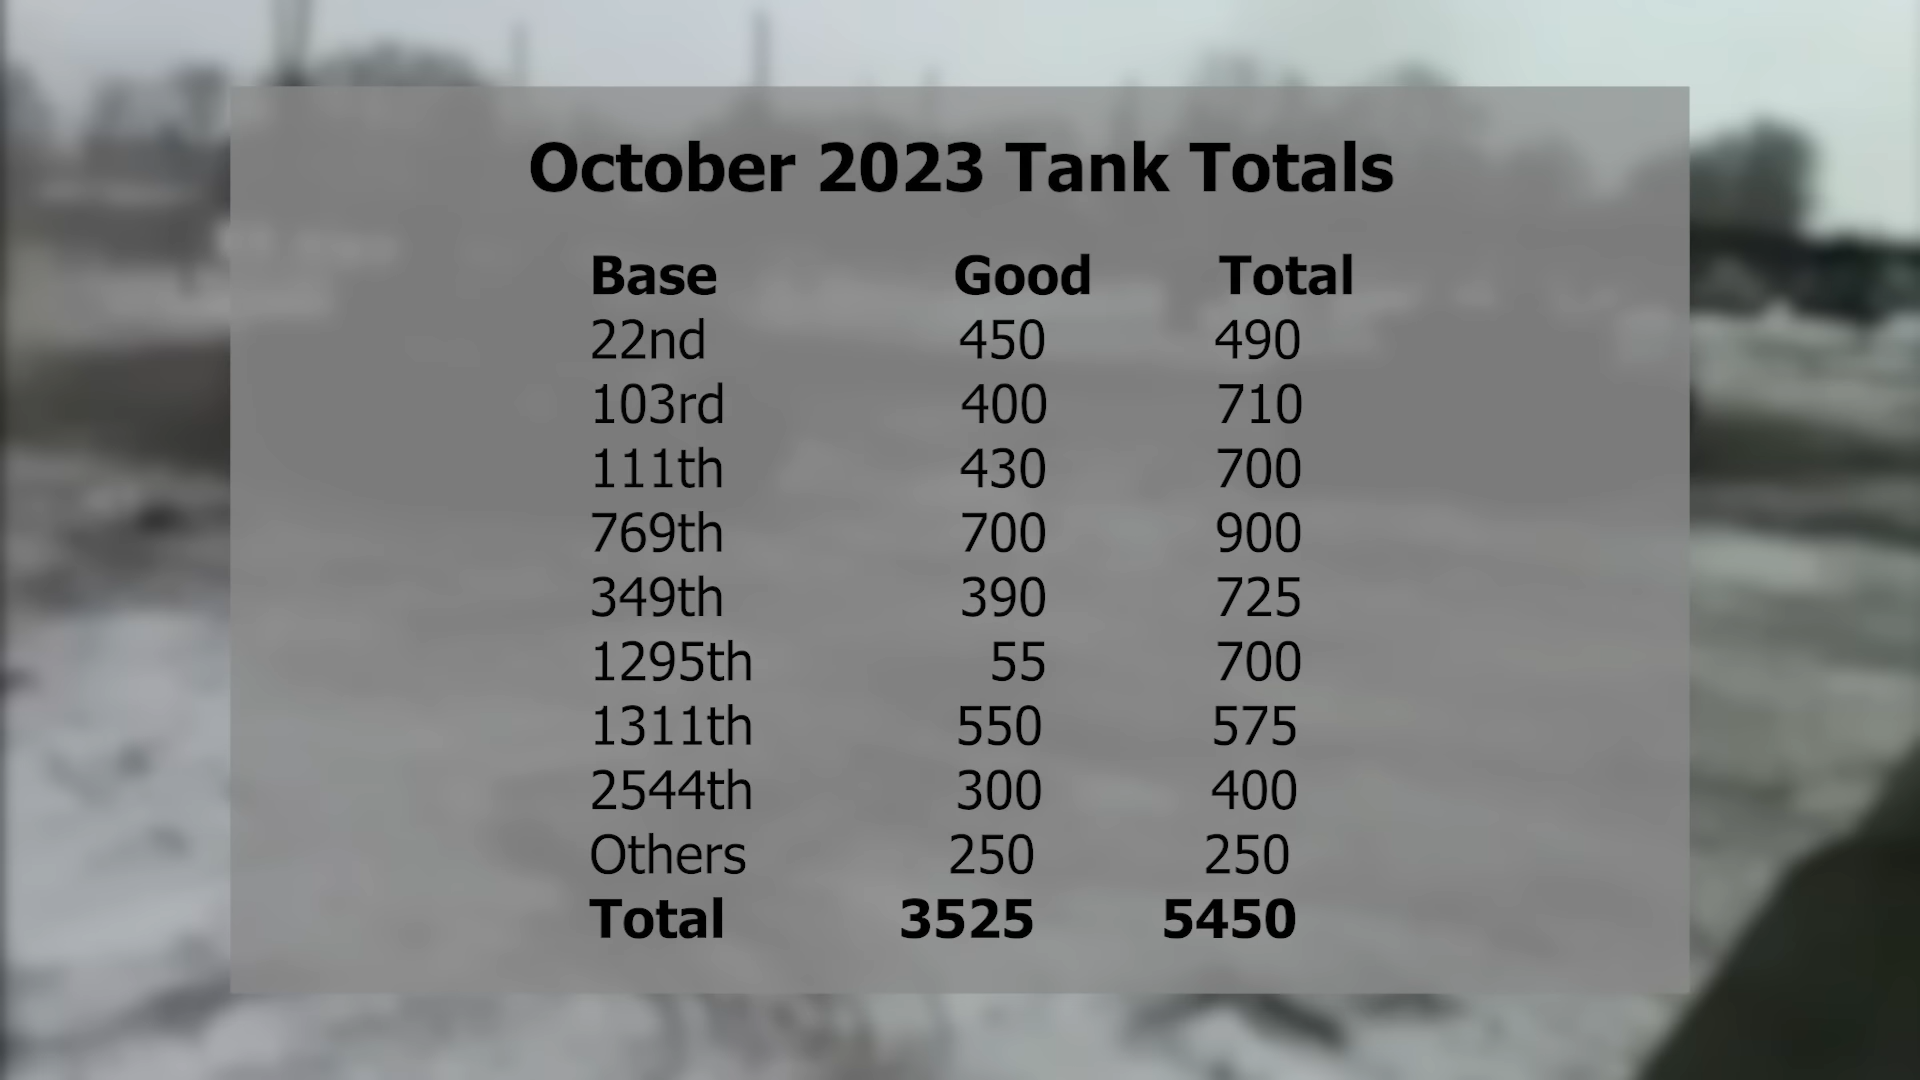 October 2023 Tank Totals
Base Good Total
22nd 450 490
103rd 400 710
111th 430 700
769th 700 900
349th 390 725
1295th 55 700
1311th 550 575
2544th 300 400
Others 250 250
Total 3525 5450